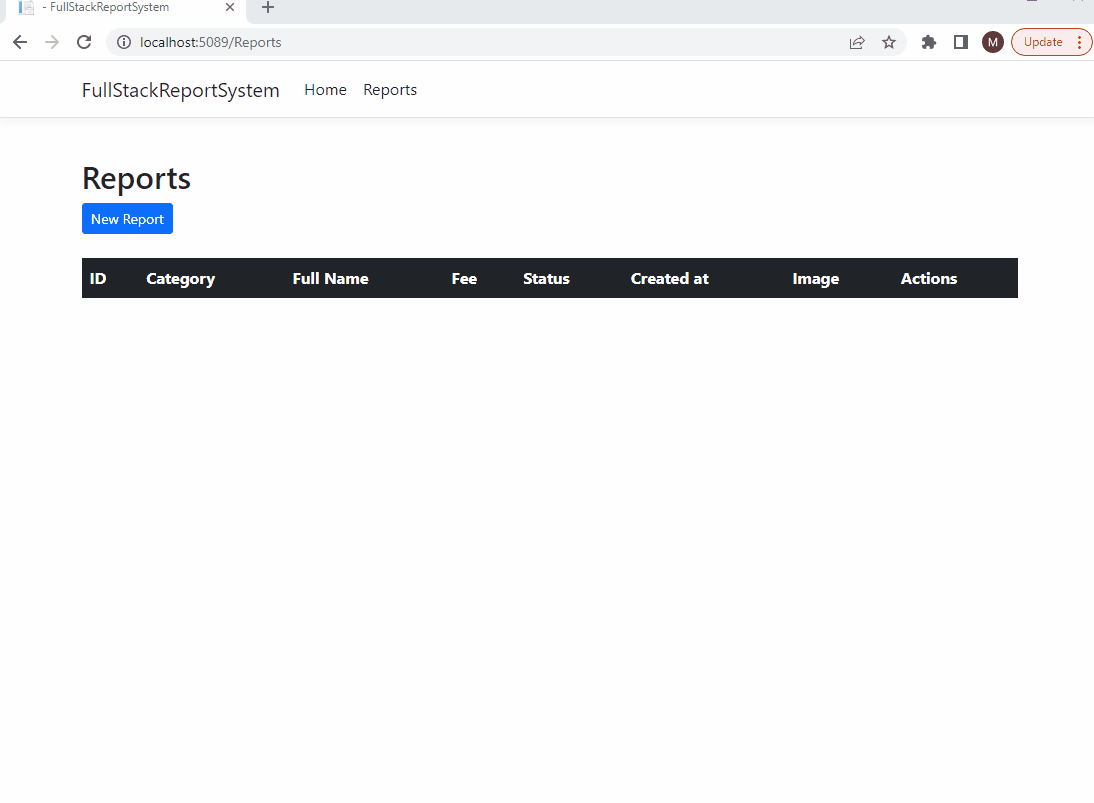 - FullStackReportSystem
localhost:5089/Reports
M
Update
FullStackReportSystem Home Reports
Reports
New Report
ID Category Full Name Fee Status Created at Image Actions